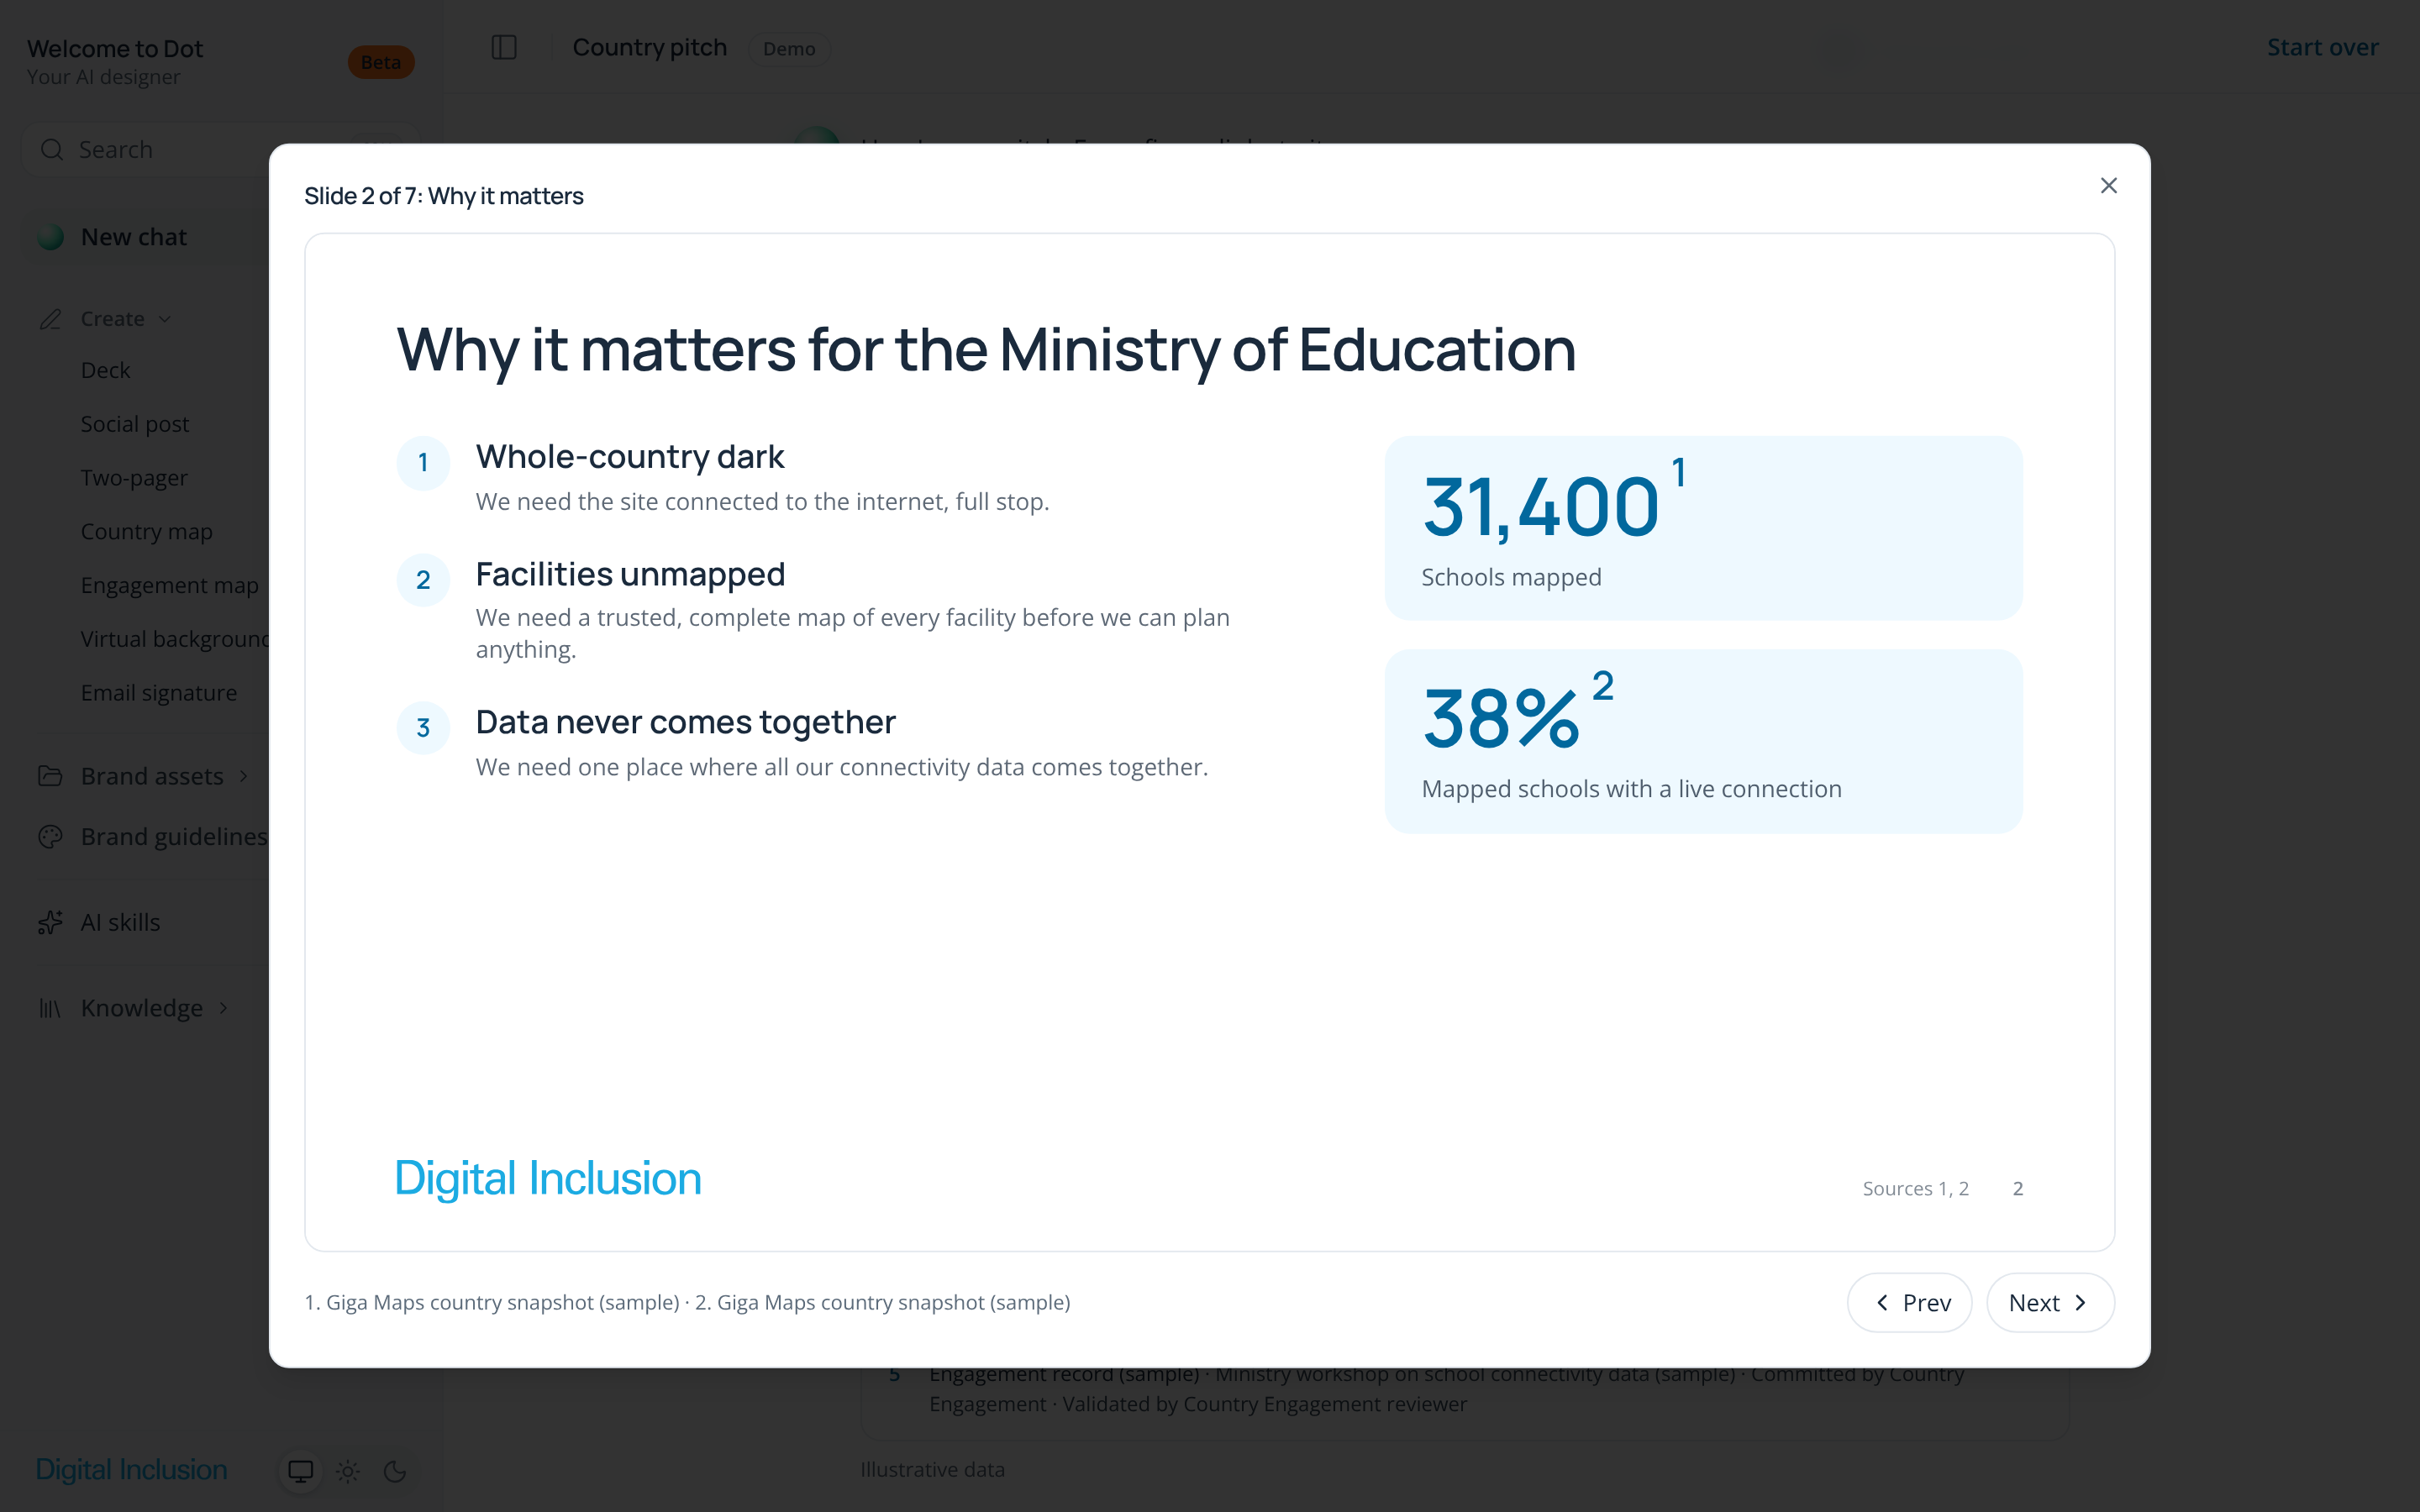 Welcome to Dot
Your AI designer
Beta
Country pitch
Demo
Start over
Search
New chat
Create
Deck
Social post
Two-pager
Country map
Engagement map
Virtual background
Email signature
Brand assets
Brand guidelines
AI skills
Knowledge
Digital Inclusion
Slide 2 of 7: Why it matters
Why it matters for the Ministry of Education
1
Whole-country dark
We need the site connected to the internet, full stop.
2
Facilities unmapped
We need a trusted, complete map of every facility before we can plan
anything.
3
Data never comes together
We need one place where all our connectivity data comes together.
31,400 1
Schools mapped
38% 2
Mapped schools with a live connection
Digital Inclusion
Sources 1, 2
2
1. Giga Maps country snapshot (sample) · 2. Giga Maps country snapshot (sample)
Prev
Next
5
Engagement record (sample) · Ministry workshop on school connectivity data (sample) · Committed by Country
Engagement · Validated by Country Engagement reviewer
Illustrative data